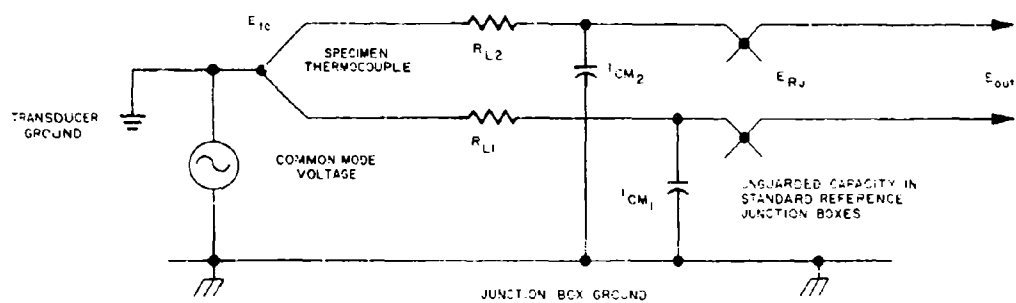 E_tc
SPECIMEN
THERMOCOUPLE
R_L2
I_CM2
E_RJ
E_out
TRANSDUCER
GROUND
COMMON MODE
VOLTAGE
R_L1
I_CM1
UNGUARDED CAPACITY IN
STANDARD REFERENCE
JUNCTION BOXES
JUNCTION BOX GROUND